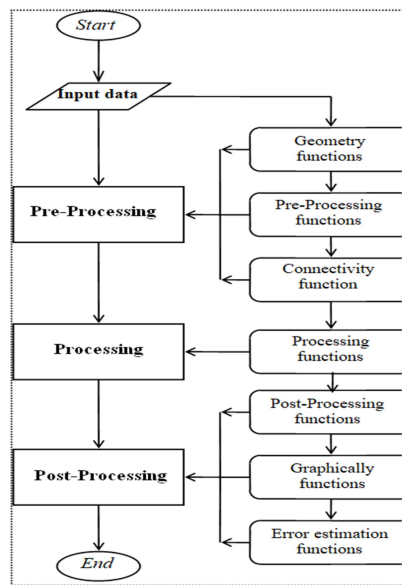 Start
Input data
Geometry
functions
Pre-Processing
Pre-Processing
functions
Connectivity
function
Processing
Processing
functions
Post-Processing
functions
Post-Processing
Graphically
functions
Error estimation
functions
End